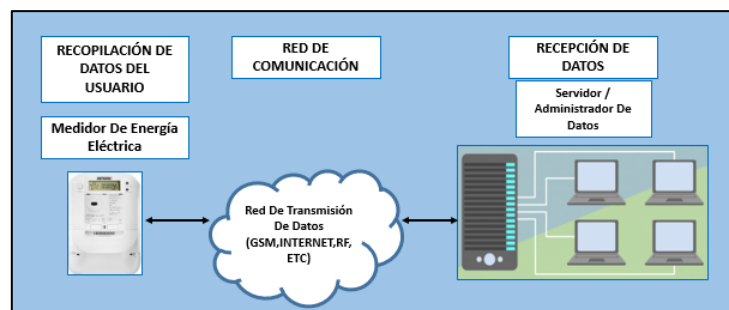 RECOPILACIÓN DE
DATOS DEL
USUARIO
RED DE
COMUNICACIÓN
RECEPCIÓN DE
DATOS
Servidor /
Administrador De
Datos
Medidor De Energía
Eléctrica
Red De Transmisión
De Datos
(GSM,INTERNET,RF,
ETC)